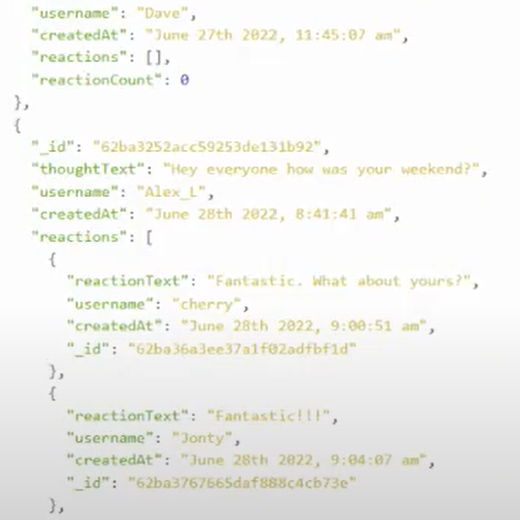 "username": "Dave",
"createdAt": "June 27th 2022, 11:45:07 am",
"reactions": [],
"reactionCount": 0
},
{
"_id": "62ba3252acc59253de131b92",
"thoughtText": "Hey everyone how was your weekend?",
"username": "Alex_L",
"createdAt": "June 28th 2022, 8:41:41 am",
"reactions": [
{
"reactionText": "Fantastic. What about yours?",
"username": "cherry",
"createdAt": "June 28th 2022, 9:00:51 am",
"_id": "62ba36a3ee37a1f02adfbf1d"
},
{
"reactionText": "Fantastic!!!",
"username": "Jonty",
"createdAt": "June 28th 2022, 9:04:07 am",
"_id": "62ba3767665daf888c4cb73e"
},